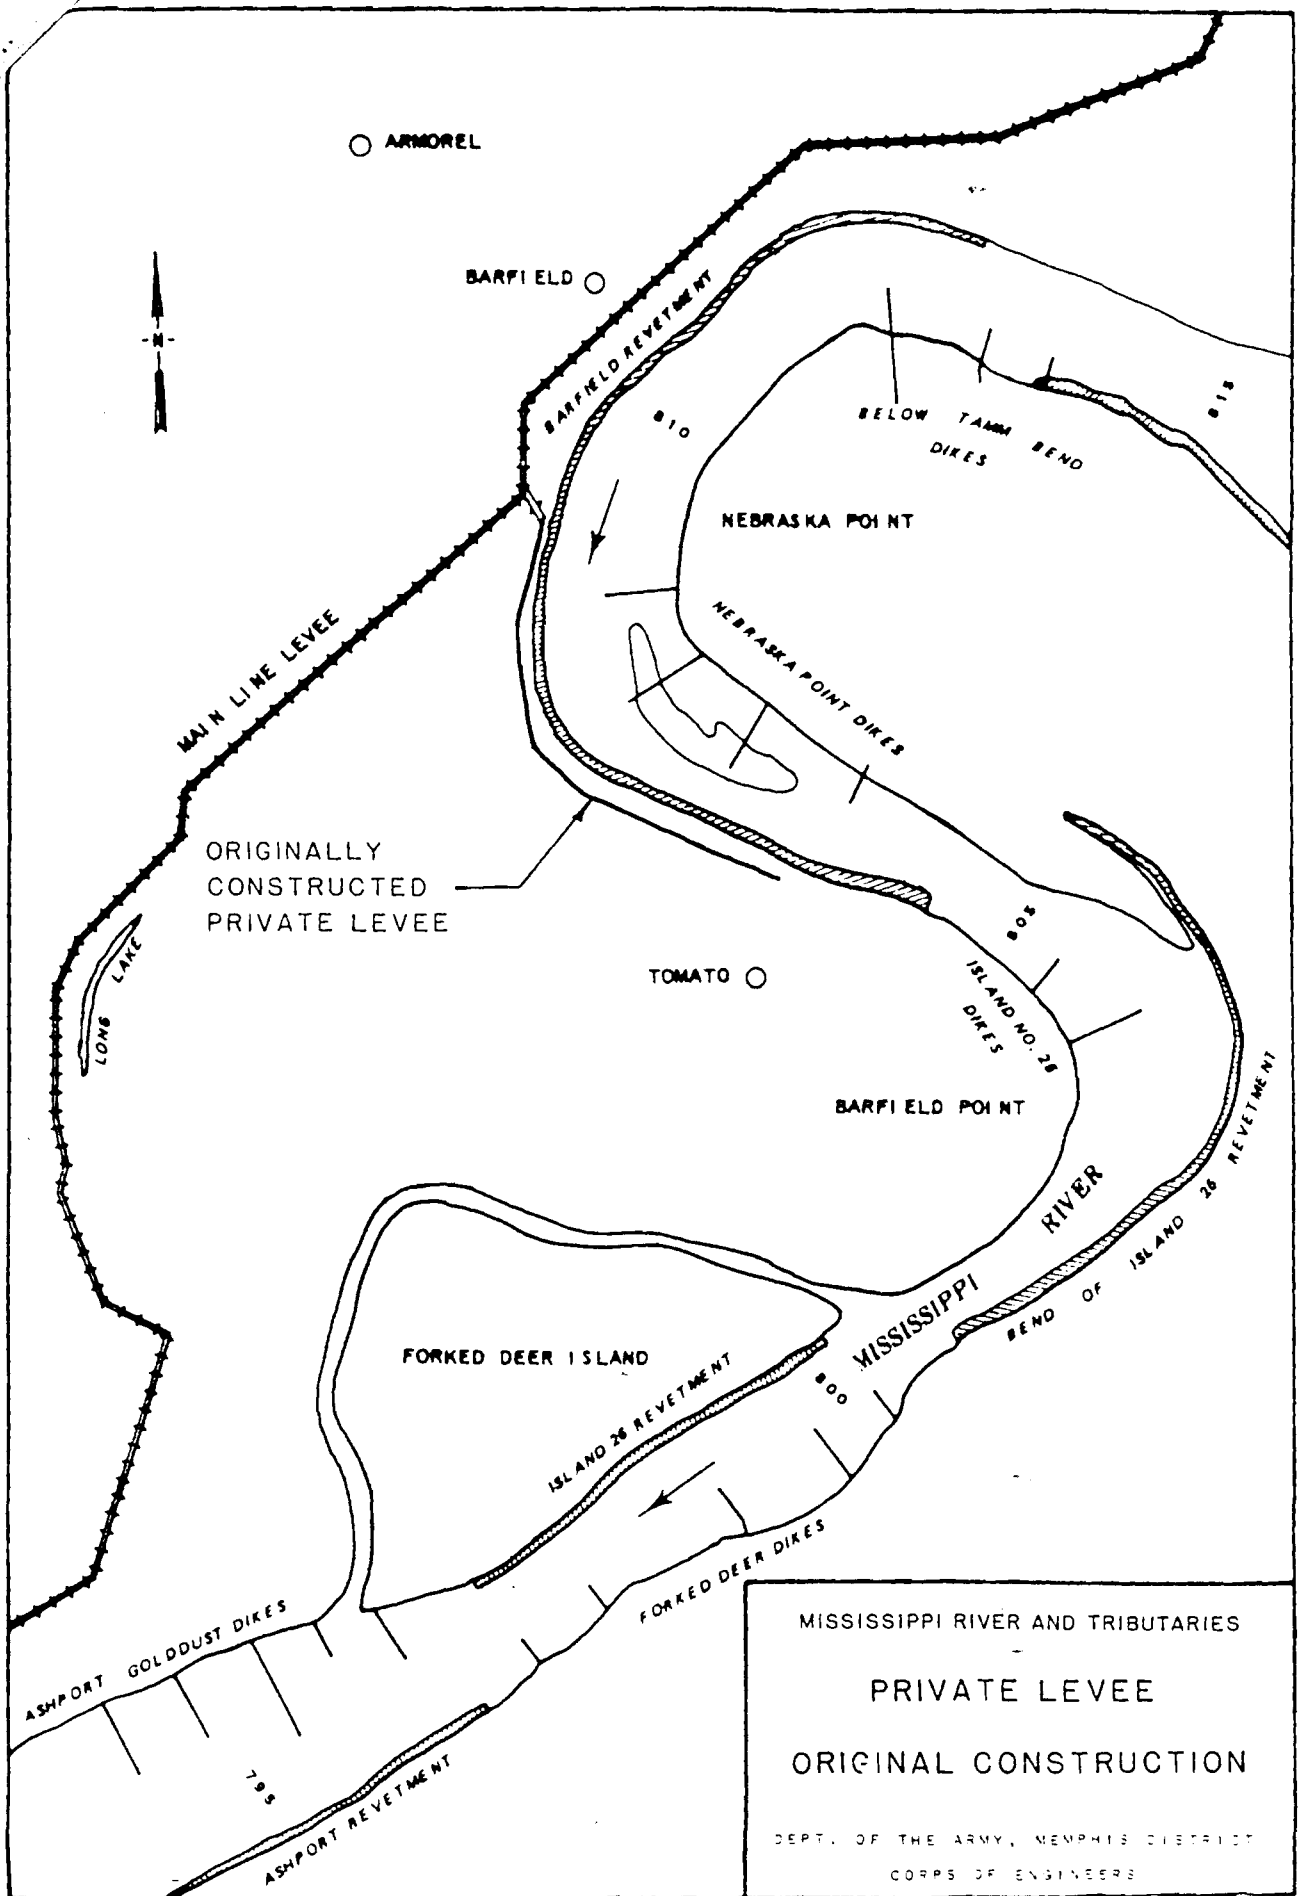 ARMOREL
BARFIELD
BARFIELD REVETMENT
-N-
810
815
BELOW TAMM BEND
DIKES
NEBRASKA POINT
NEBRASKA POINT DIKES
MAIN LINE LEVEE
ORIGINALLY
CONSTRUCTED
PRIVATE LEVEE
LONG LAKE
805
TOMATO
ISLAND NO. 26
DIKES
BARFIELD POINT
BEND OF ISLAND 26 REVETMENT
MISSISSIPPI RIVER
FORKED DEER ISLAND
800
ISLAND 26 REVETMENT
FORKED DEER DIKES
ASHPORT GOLDDUST DIKES
795
ASHPORT REVETMENT
MISSISSIPPI RIVER AND TRIBUTARIES
PRIVATE LEVEE
ORIGINAL CONSTRUCTION
DEPT. OF THE ARMY, MEMPHIS DISTRICT
CORPS OF ENGINEERS